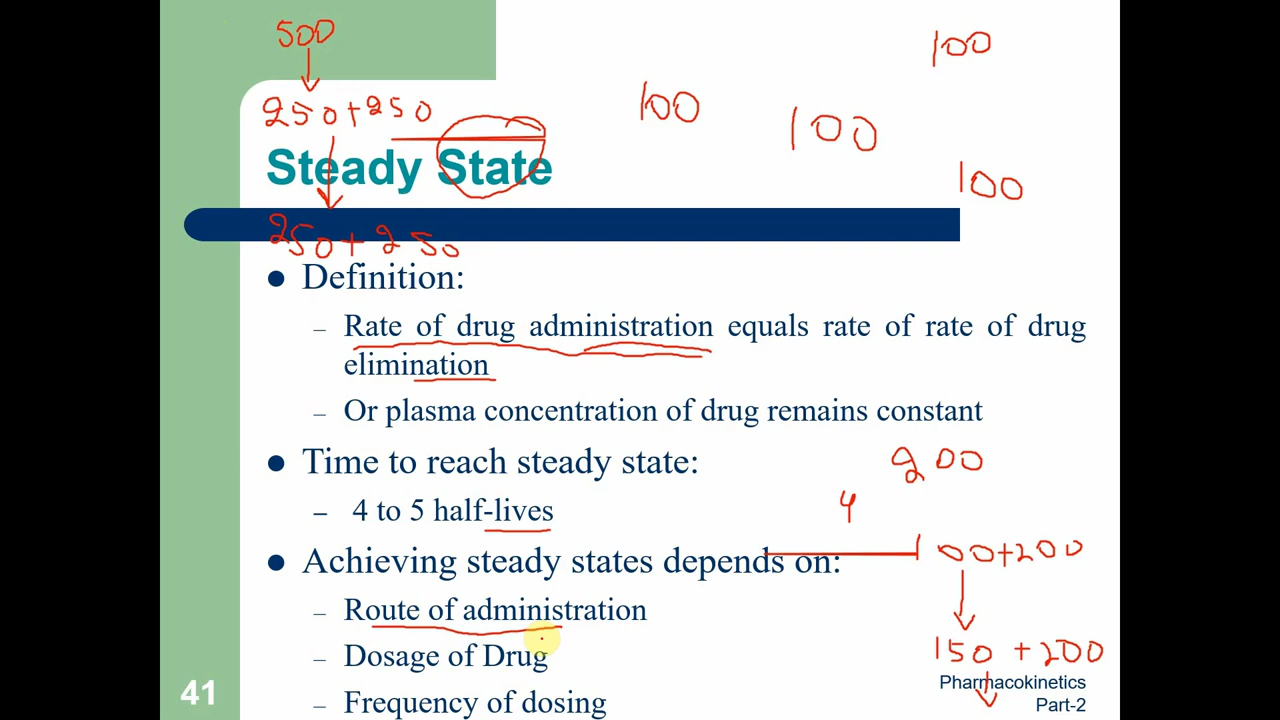 500
100
250+250
100
100
Steady State
100
250+250
● Definition:
– Rate of drug administration equals rate of rate of drug
elimination
– Or plasma concentration of drug remains constant
● Time to reach steady state:
200
– 4 to 5 half-lives
4
100+200
● Achieving steady states depends on:
– Route of administration
150+200
– Dosage of Drug
– Frequency of dosing
41
Pharmacokinetics
Part-2